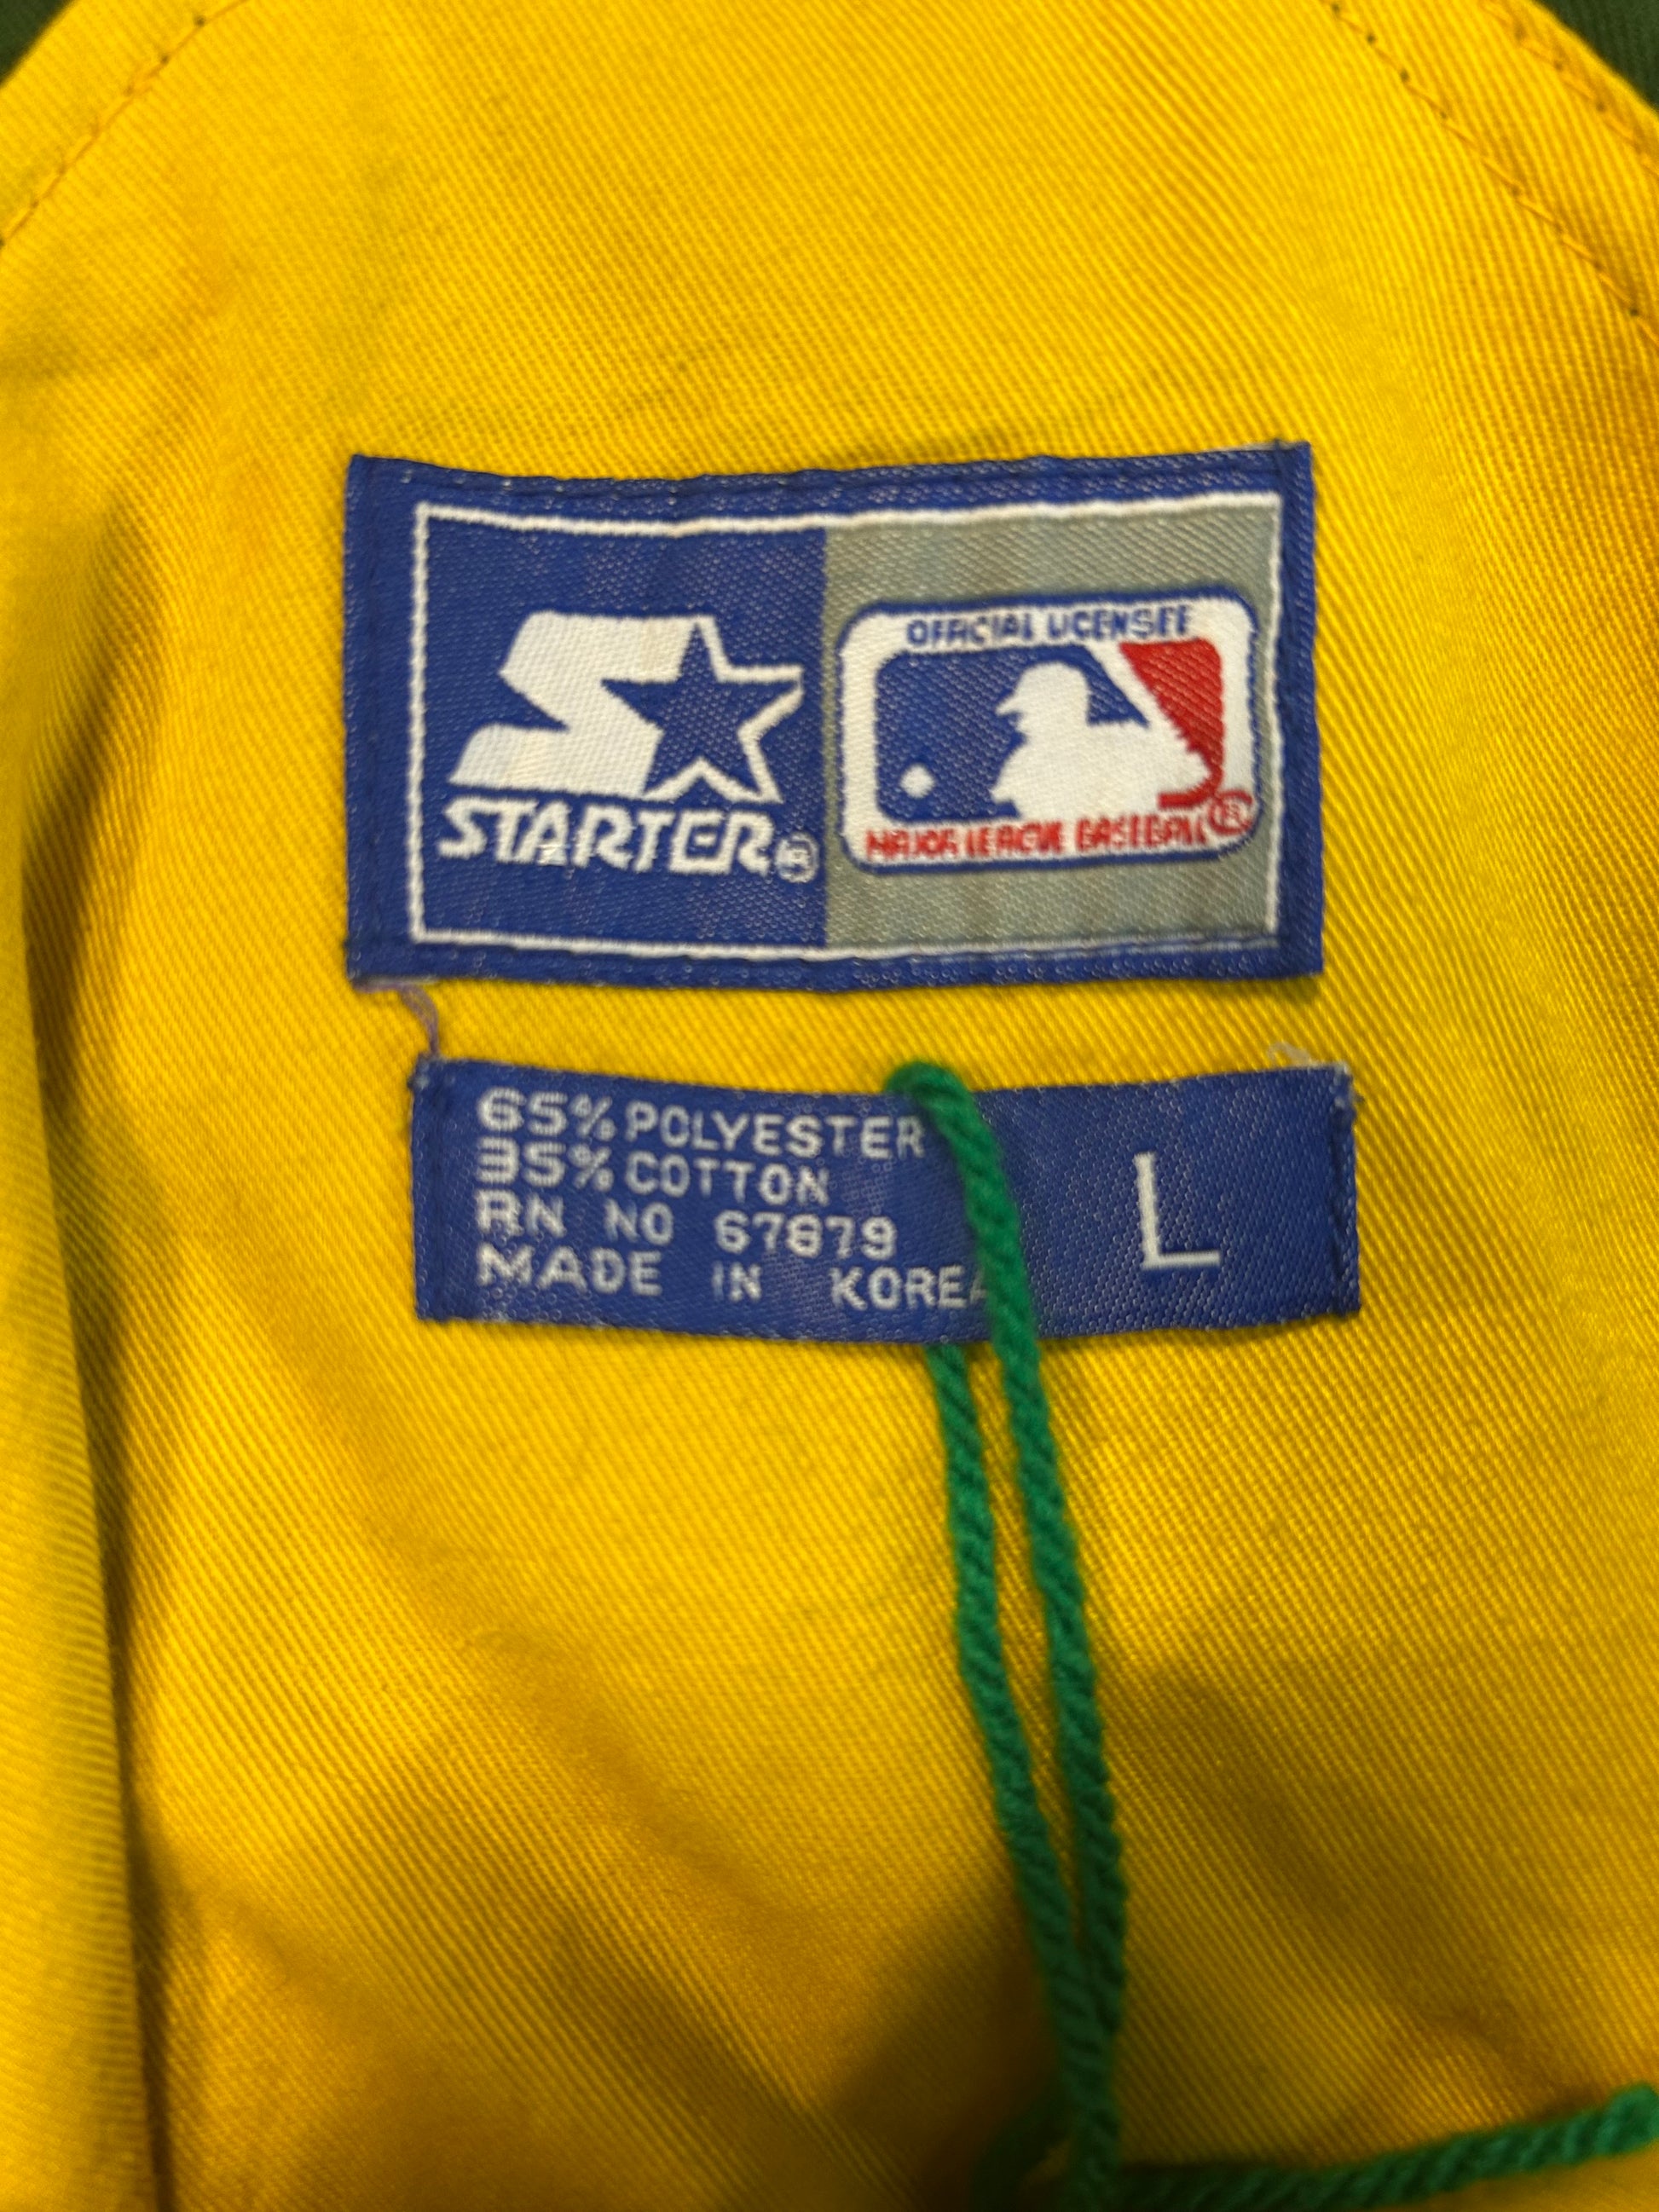 OFFICIAL LICENSEE
STARTER®
MAJOR LEAGUE BASEBALL®
65% POLYESTER
35% COTTON
RN NO 67879
MADE IN KOREA
L